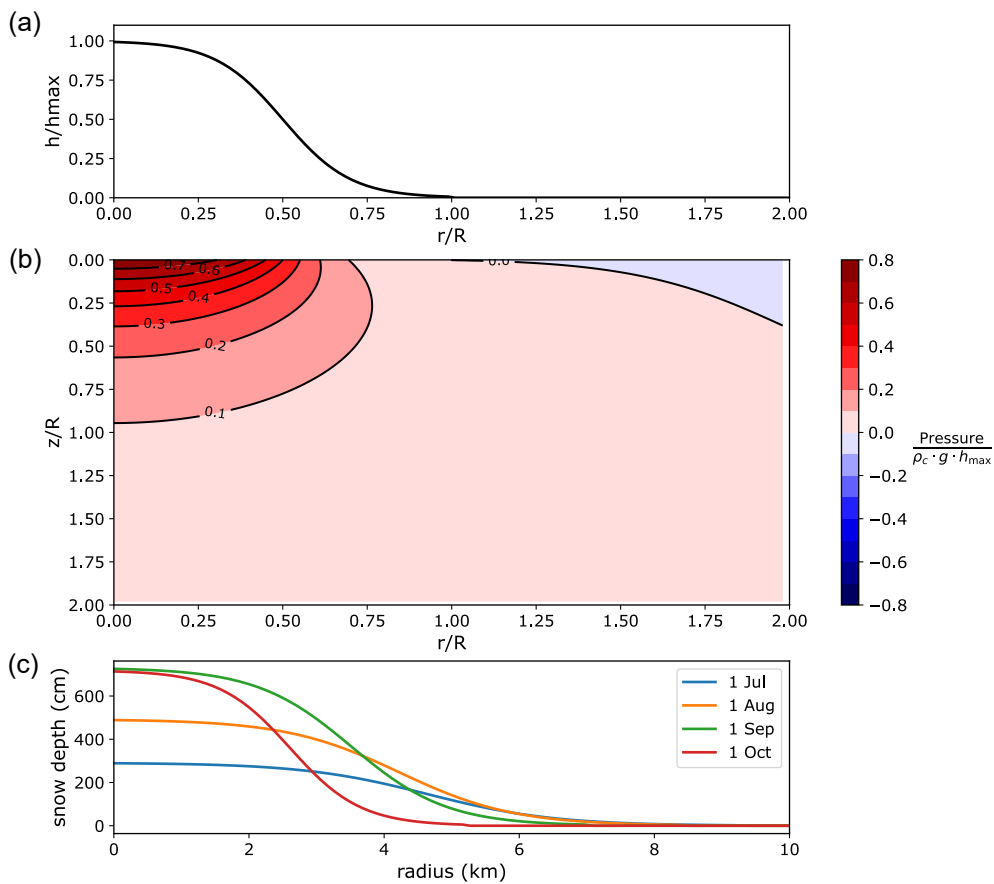 (a)
1.00
0.75
0.50
0.25
0.00
h/hmax
0.00 0.25 0.50 0.75 1.00 1.25 1.50 1.75 2.00
r/R
(b)
0.00
0.25
0.50
0.75
1.00
1.25
1.50
1.75
2.00
z/R
0.7
0.6
0.5
0.4
0.3
0.2
0.1
0.0
0.00 0.25 0.50 0.75 1.00 1.25 1.50 1.75 2.00
r/R
0.8
0.6
0.4
0.2
0.0
−0.2
−0.4
−0.6
−0.8
Pressure
ρc · g · hmax
(c)
600
400
200
0
snow depth (cm)
1 Jul
1 Aug
1 Sep
1 Oct
0 2 4 6 8 10
radius (km)